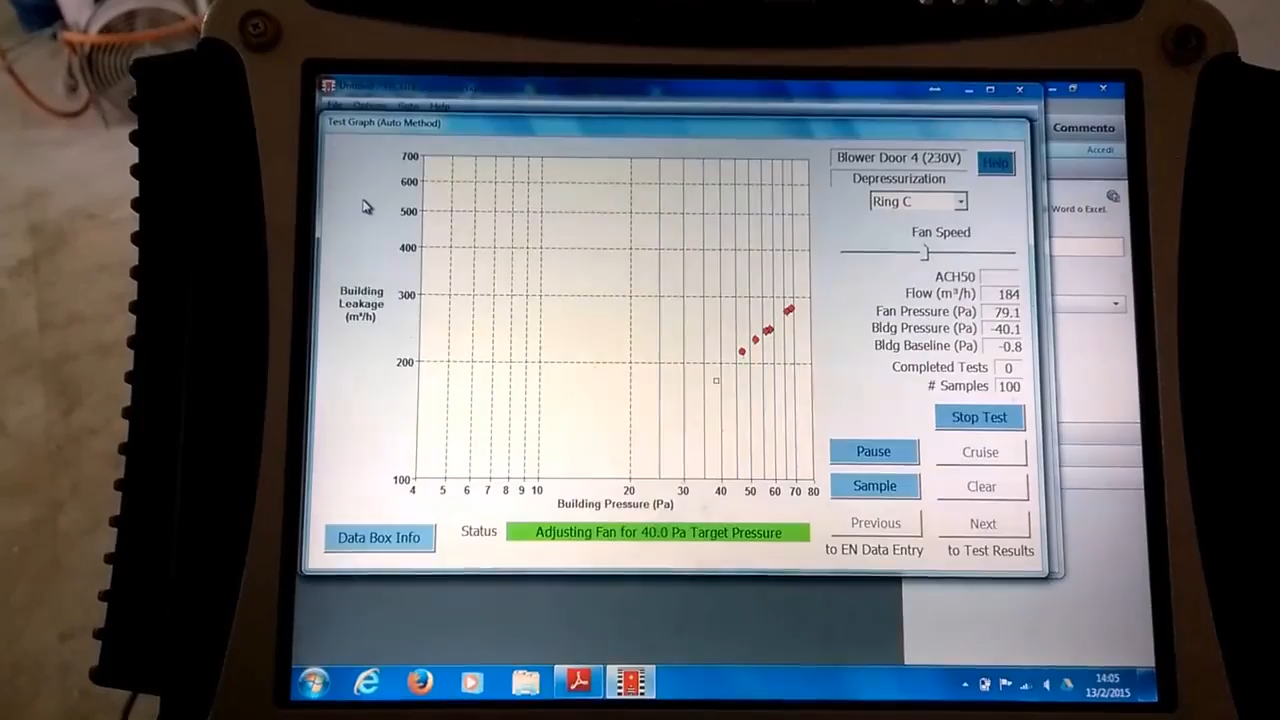 File Options Goto Help
Test Graph (Auto Method)
Commento
Accedi
Word o Excel.
700
600
500
400
300
200
100
Building
Leakage
(m³/h)
4 5 6 7 8 9 10 20 30 40 50 60 70 80
Building Pressure (Pa)
Blower Door 4 (230V)
Help
Depressurization
Ring C
Fan Speed
ACH50
Flow (m³/h) 184
Fan Pressure (Pa) 79.1
Bldg Pressure (Pa) -40.1
Bldg Baseline (Pa) -0.8
Completed Tests 0
# Samples 100
Stop Test
Pause Cruise
Sample Clear
Previous Next
to EN Data Entry to Test Results
Data Box Info
Status Adjusting Fan for 40.0 Pa Target Pressure
14:05
13/2/2015